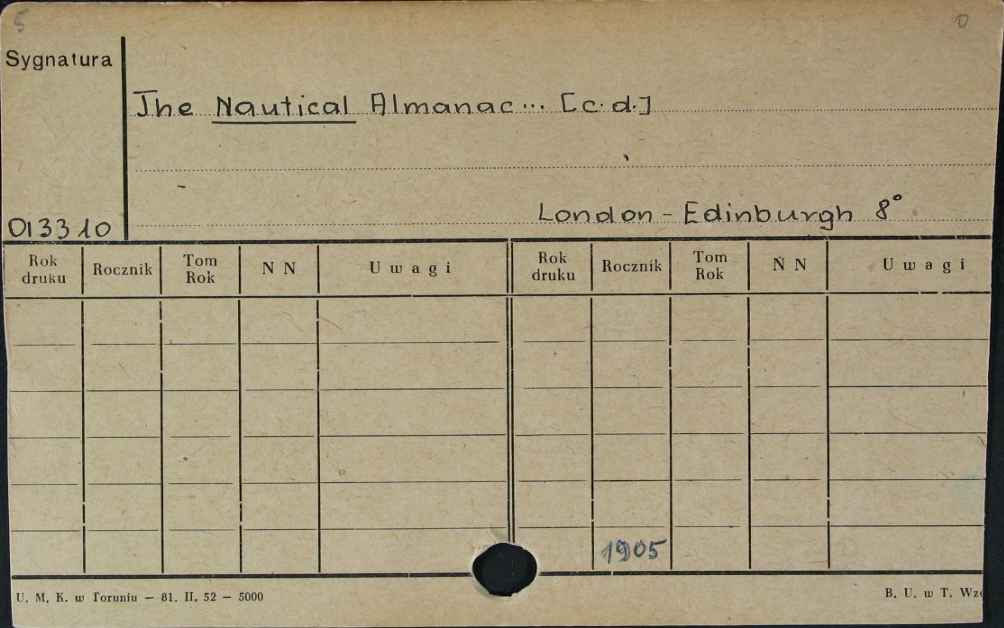 5
0
Sygnatura
The Nautical Almanac... [c.d.]
London - Edinburgh 8°
013310
Rok druku Rocznik Tom Rok N N Uwagi Rok druku Rocznik Tom Rok N N Uwagi
1905
U. M. K. w Toruniu — 81. II. 52 — 5000
B. U. w T. Wzo